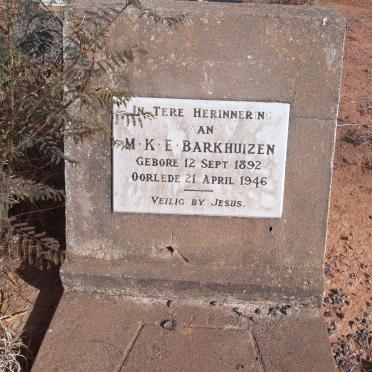 IN TERE HERINNERING
AAN
M·K·E·BARKHUIZEN
GEBORE 12 SEPT 1892
OORLEDE 21 APRIL 1946
VEILIG BY JESUS.